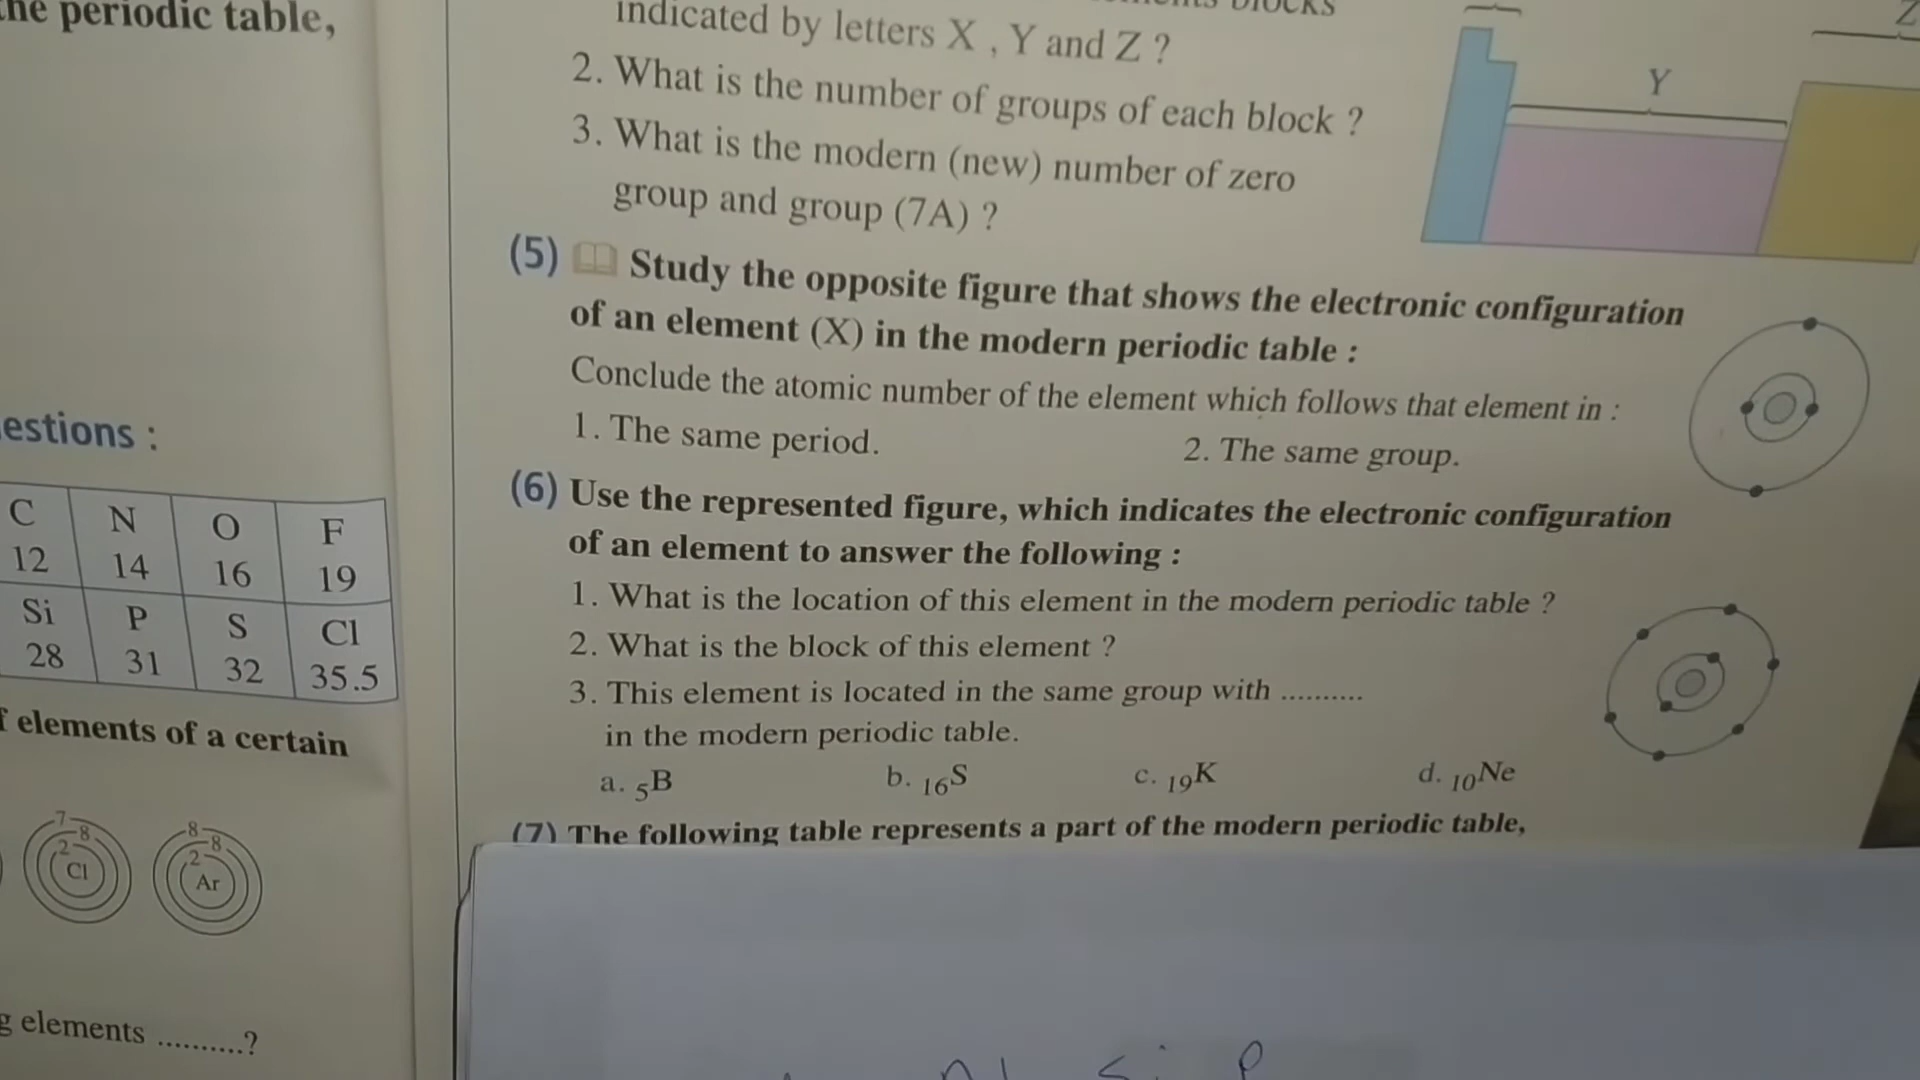 he periodic table,
estions :
C N O F
12 14 16 19
Si P S Cl
28 31 32 35.5
elements of a certain
7 8 2 Cl
8 8 2 Ar
g elements ..........?
indicated by letters X , Y and Z ?
2. What is the number of groups of each block ?
3. What is the modern (new) number of zero
group and group (7A) ?
Y
Z
(5) Study the opposite figure that shows the electronic configuration
of an element (X) in the modern periodic table :
Conclude the atomic number of the element which follows that element in :
1. The same period. 2. The same group.
(6) Use the represented figure, which indicates the electronic configuration
of an element to answer the following :
1. What is the location of this element in the modern periodic table ?
2. What is the block of this element ?
3. This element is located in the same group with ..........
in the modern periodic table.
a. 5B b. 16S c. 19K d. 10Ne
(7) The following table represents a part of the modern periodic table,